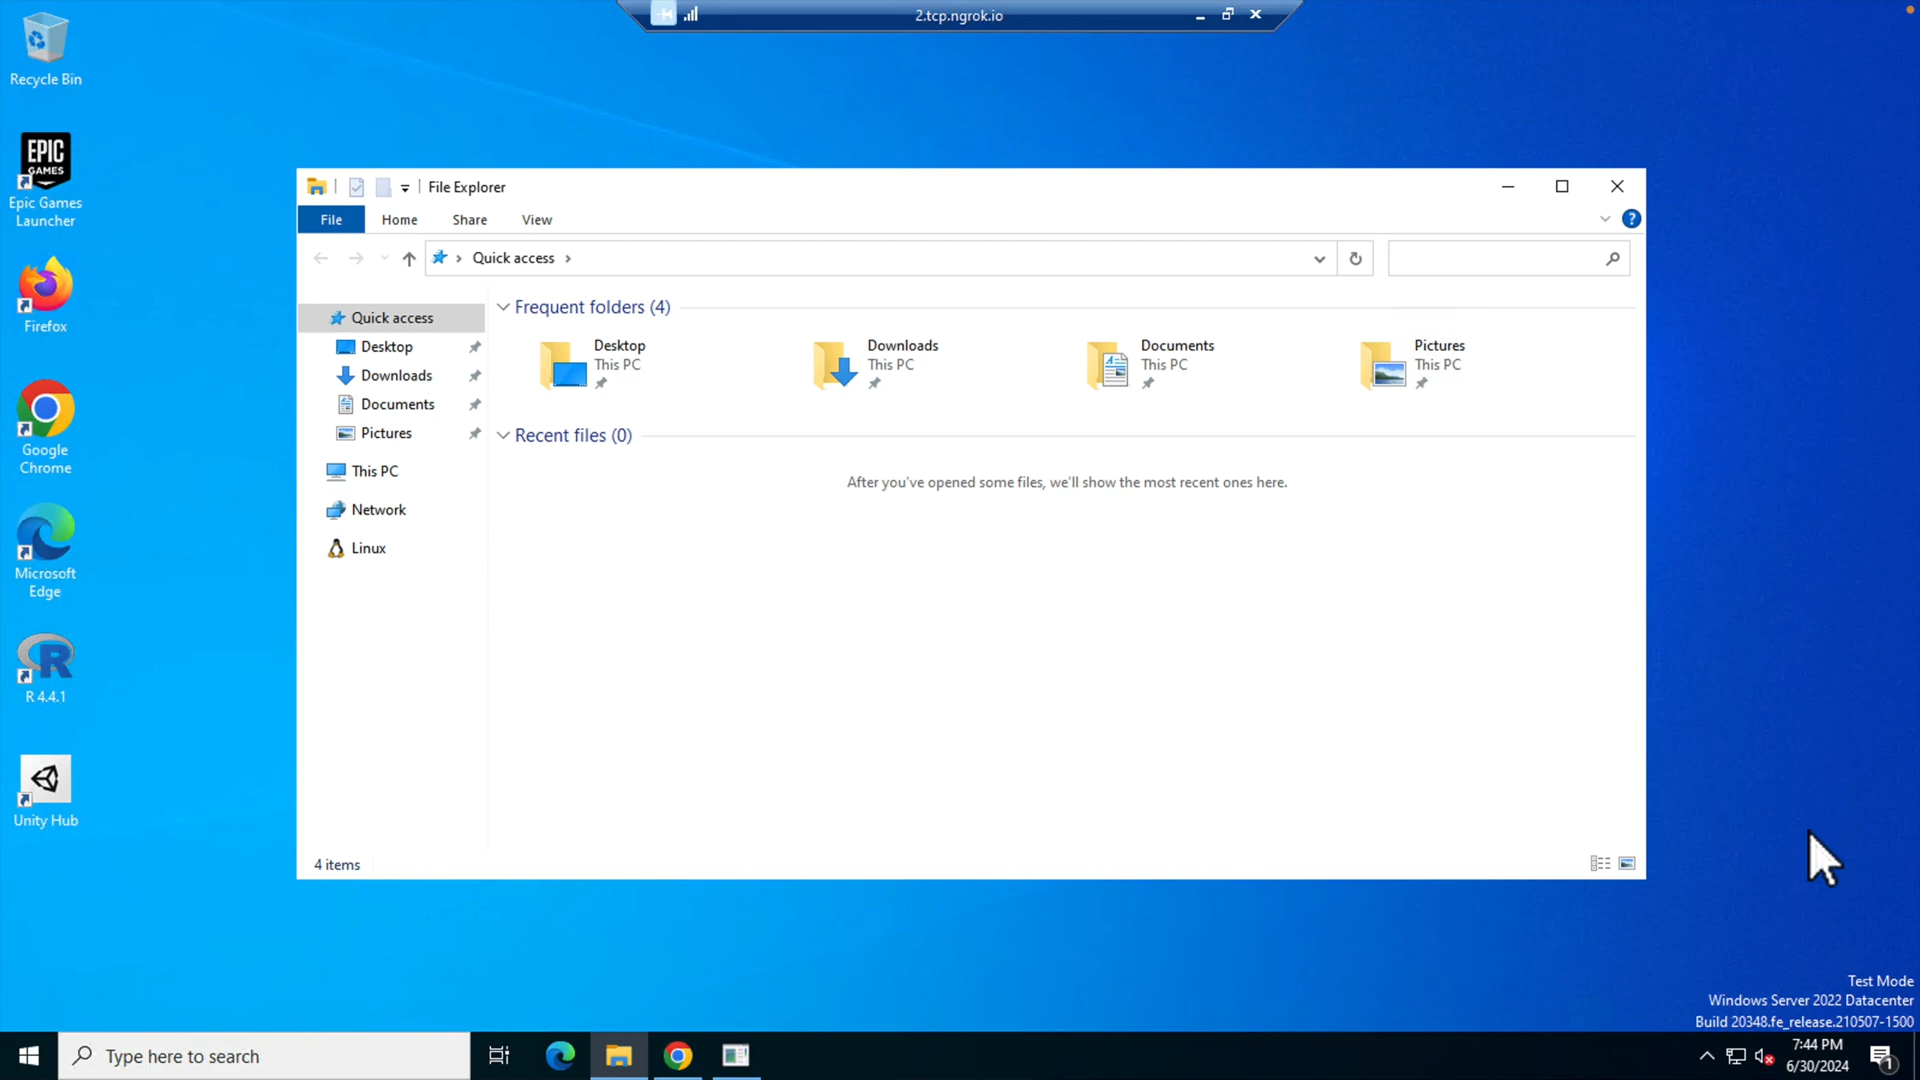 2.tcp.ngrok.io
Recycle Bin
EPIC
GAMES
Epic Games
Launcher
Firefox
Google
Chrome
Microsoft
Edge
R 4.4.1
Unity Hub
File Explorer
File
Home
Share
View
Quick access
Quick access
Desktop
Downloads
Documents
Pictures
This PC
Network
Linux
Frequent folders (4)
Desktop
This PC
Downloads
This PC
Documents
This PC
Pictures
This PC
Recent files (0)
After you've opened some files, we'll show the most recent ones here.
4 items
Test Mode
Windows Server 2022 Datacenter
Build 20348.fe_release.210507-1500
Type here to search
7:44 PM
6/30/2024
1